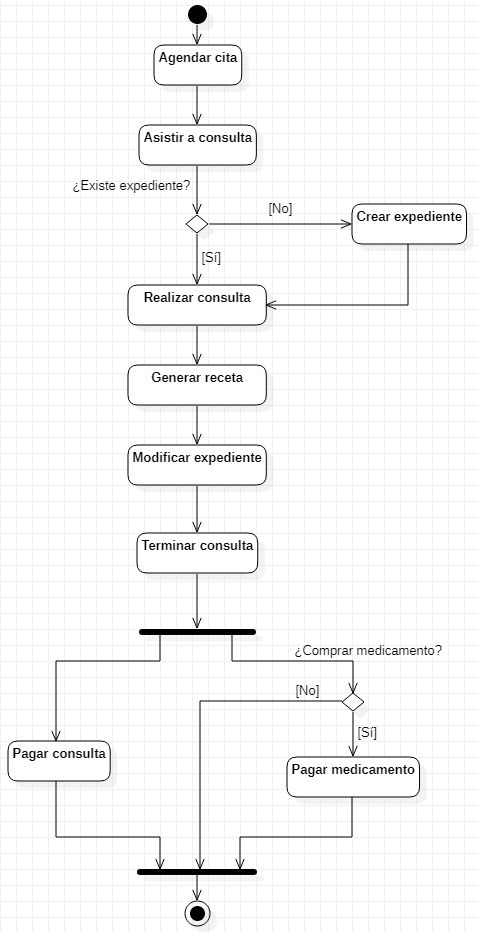 Agendar cita
Asistir a consulta
¿Existe expediente?
[No]
Crear expediente
[Sí]
Realizar consulta
Generar receta
Modificar expediente
Terminar consulta
¿Comprar medicamento?
[No]
[Sí]
Pagar consulta
Pagar medicamento